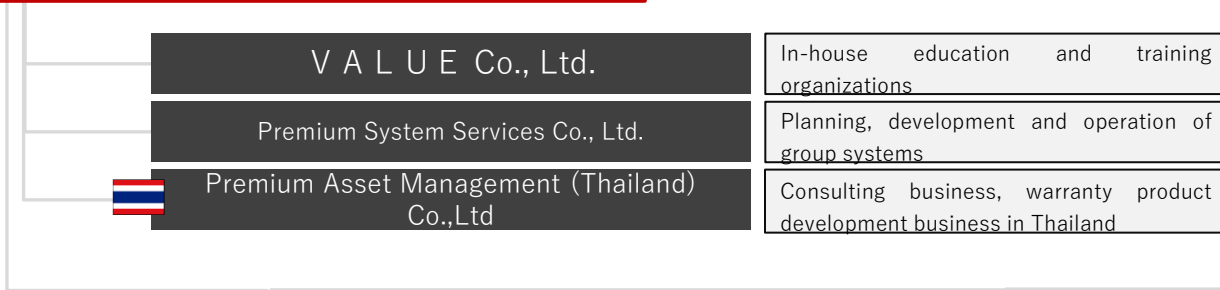 V A L U E Co., Ltd.
In-house education and training
organizations
Premium System Services Co., Ltd.
Planning, development and operation of
group systems
Premium Asset Management (Thailand)
Co.,Ltd
Consulting business, warranty product
development business in Thailand